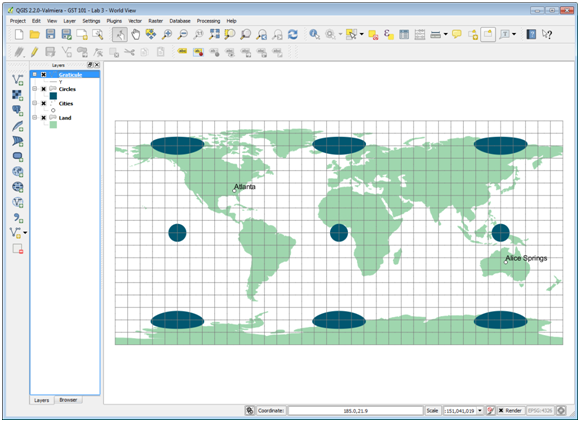 QGIS 2.2.0-Valmiera - GST 101 - Lab 3 - World View
Project Edit View Layer Settings Plugins Vector Raster Database Processing Help
Layers
Graticule
Circles
Cities
Land
Atlanta
Alice Springs
Layers Browser
Coordinate: 185.0,21.9 Scale 1:151,041,019 Render EPSG:4326